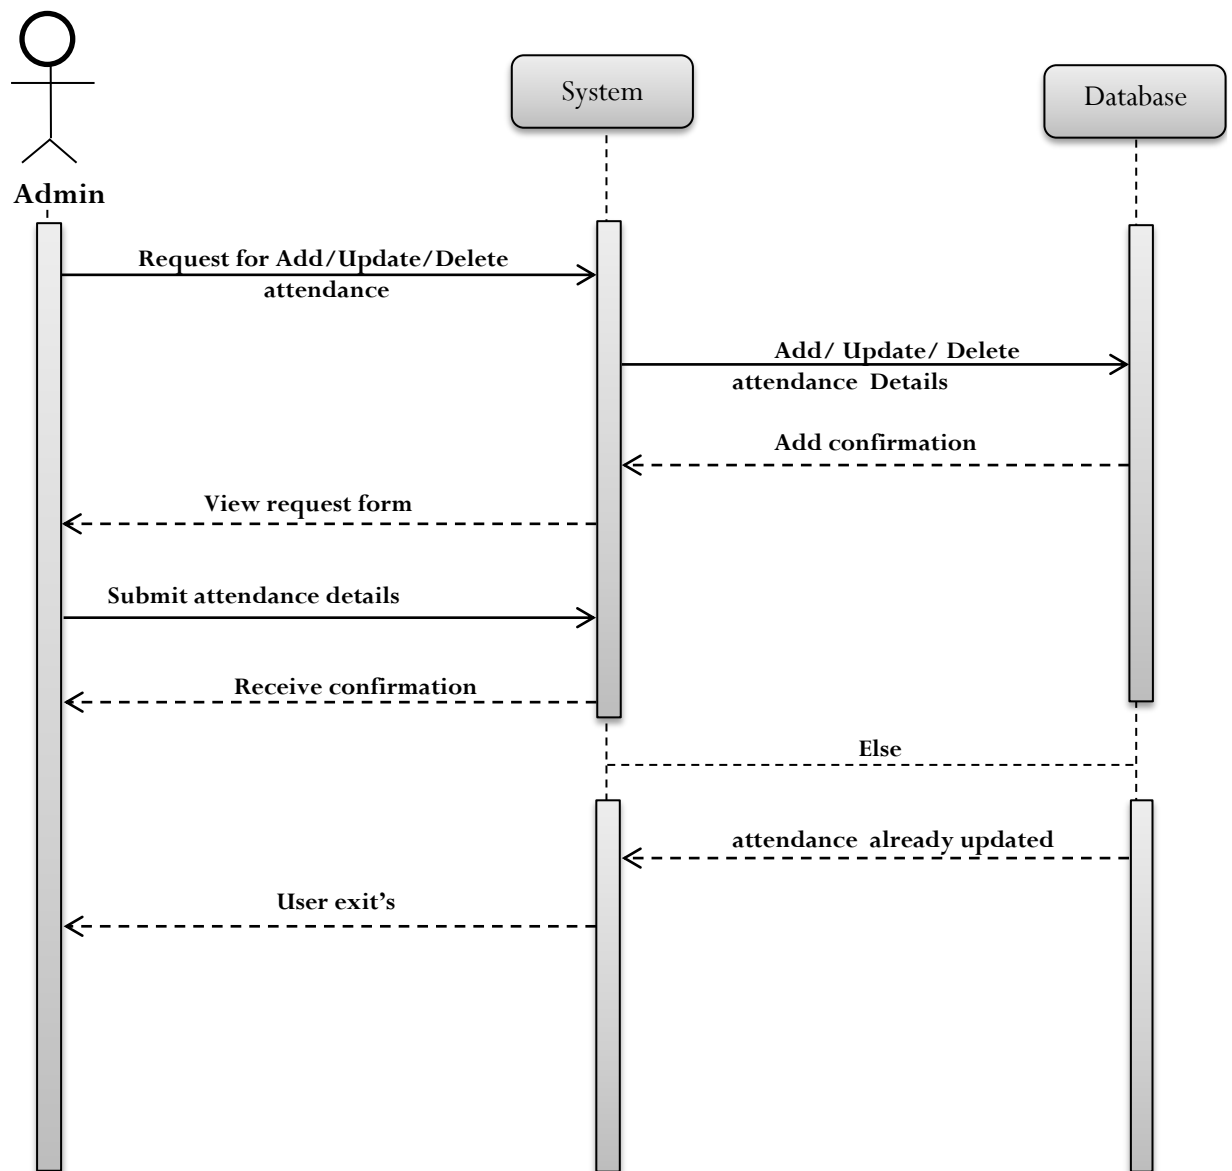 System
Database
Admin
Request for Add/Update/Delete
attendance
Add/ Update/ Delete
attendance  Details
Add confirmation
View request form
Submit attendance details
Receive confirmation
Else
attendance  already updated
User exit’s